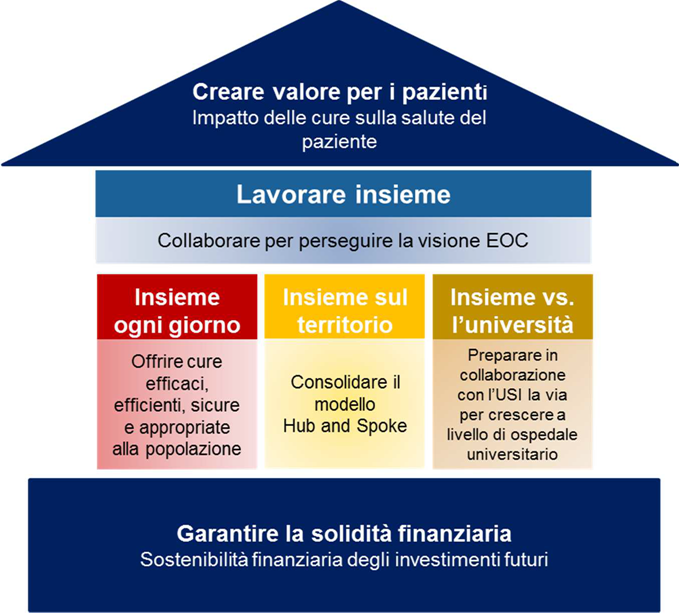 Creare valore per i pazienti
Impatto delle cure sulla salute del
paziente
Lavorare insieme
Collaborare per perseguire la visione EOC
Insieme
ogni giorno
Offrire cure
efficaci,
efficienti, sicure
e appropriate
alla popolazione
Insieme sul
territorio
Consolidare il
modello
Hub and Spoke
Insieme vs.
l'università
Preparare in
collaborazione
con l'USI la via
per crescere a
livello di ospedale
universitario
Garantire la solidità finanziaria
Sostenibilità finanziaria degli investimenti futuri